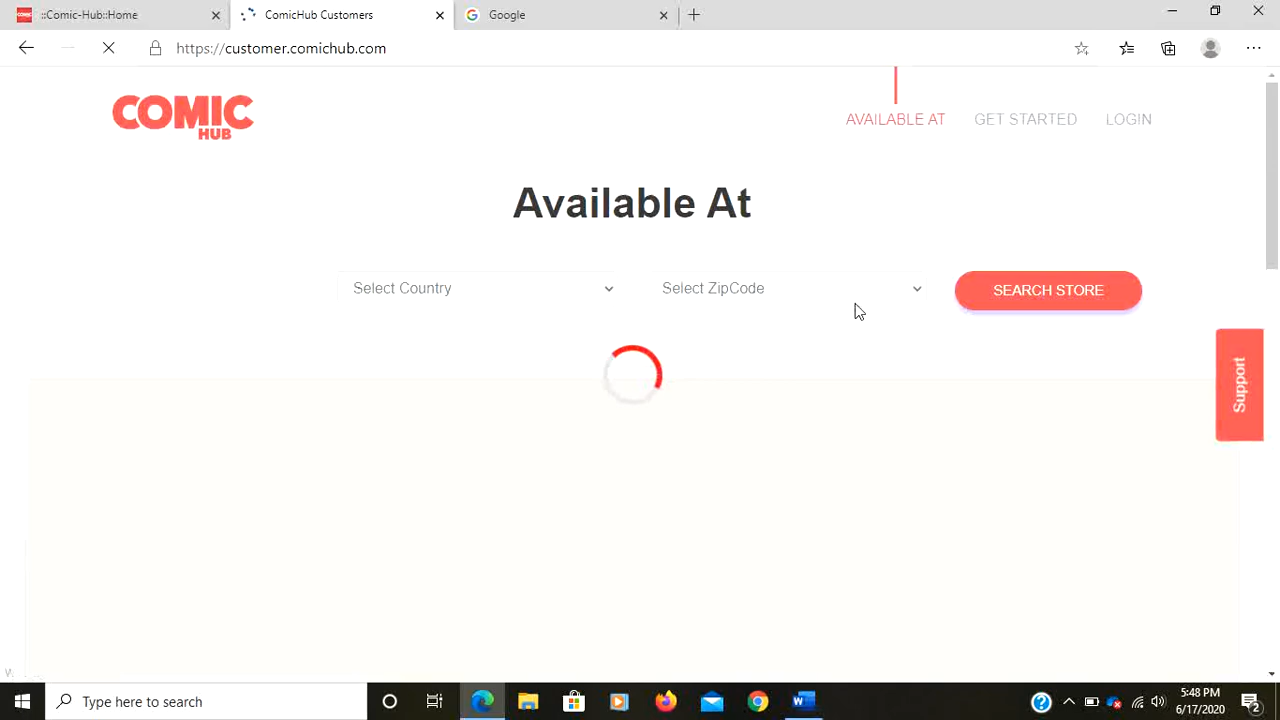 ::Comic-Hub::Home
ComicHub Customers
Google
https://customer.comichub.com
COMIC
HUB
AVAILABLE AT
GET STARTED
LOGIN
Available At
Select Country
Select ZipCode
SEARCH STORE
Support
Type here to search
5:48 PM
6/17/2020
2